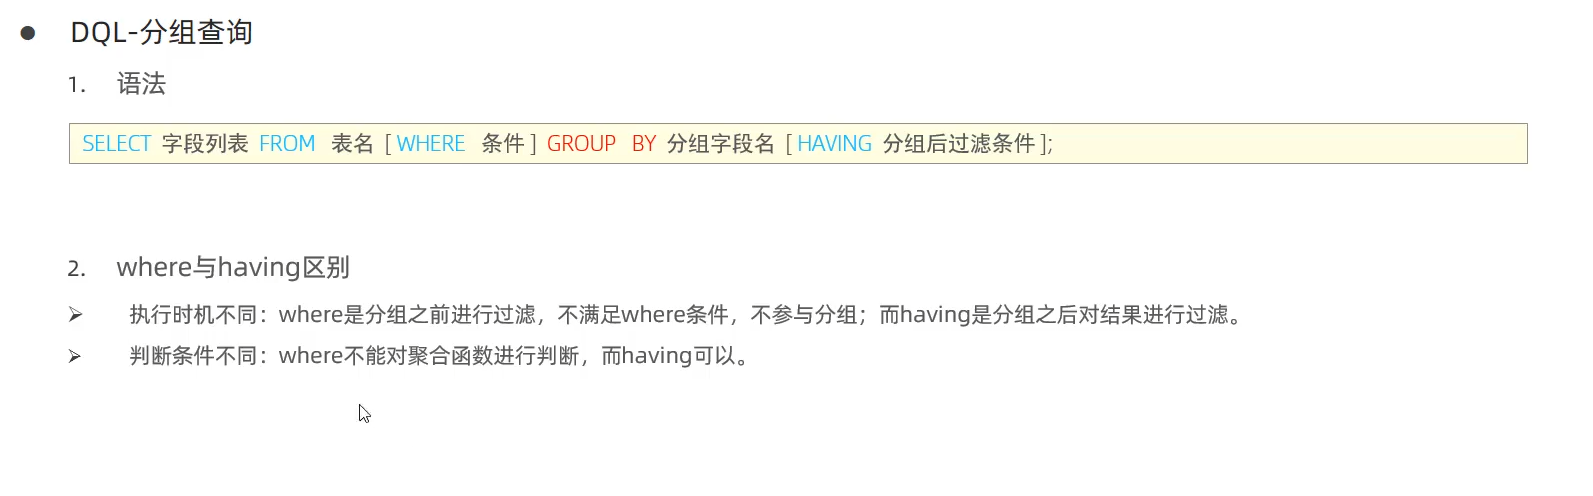 ● DQL-分组查询
1. 语法
SELECT 字段列表 FROM 表名 [ WHERE 条件 ] GROUP BY 分组字段名 [ HAVING 分组后过滤条件 ];
2. where与having区别
➢ 执行时机不同：where是分组之前进行过滤，不满足where条件，不参与分组；而having是分组之后对结果进行过滤。
➢ 判断条件不同：where不能对聚合函数进行判断，而having可以。